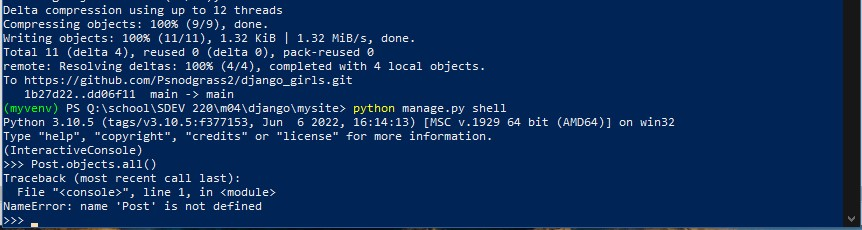 Delta compression using up to 12 threads
Compressing objects: 100% (9/9), done.
Writing objects: 100% (11/11), 1.32 KiB | 1.32 MiB/s, done.
Total 11 (delta 4), reused 0 (delta 0), pack-reused 0
remote: Resolving deltas: 100% (4/4), completed with 4 local objects.
To https://github.com/Psnodgrass2/django_girls.git
   1b27d22..dd06f11  main -> main
(myvenv) PS Q:\school\SDEV 220\m04\django\mysite> python manage.py shell
Python 3.10.5 (tags/v3.10.5:f377153, Jun  6 2022, 16:14:13) [MSC v.1929 64 bit (AMD64)] on win32
Type "help", "copyright", "credits" or "license" for more information.
(InteractiveConsole)
>>> Post.objects.all()
Traceback (most recent call last):
  File "<console>", line 1, in <module>
NameError: name 'Post' is not defined
>>>